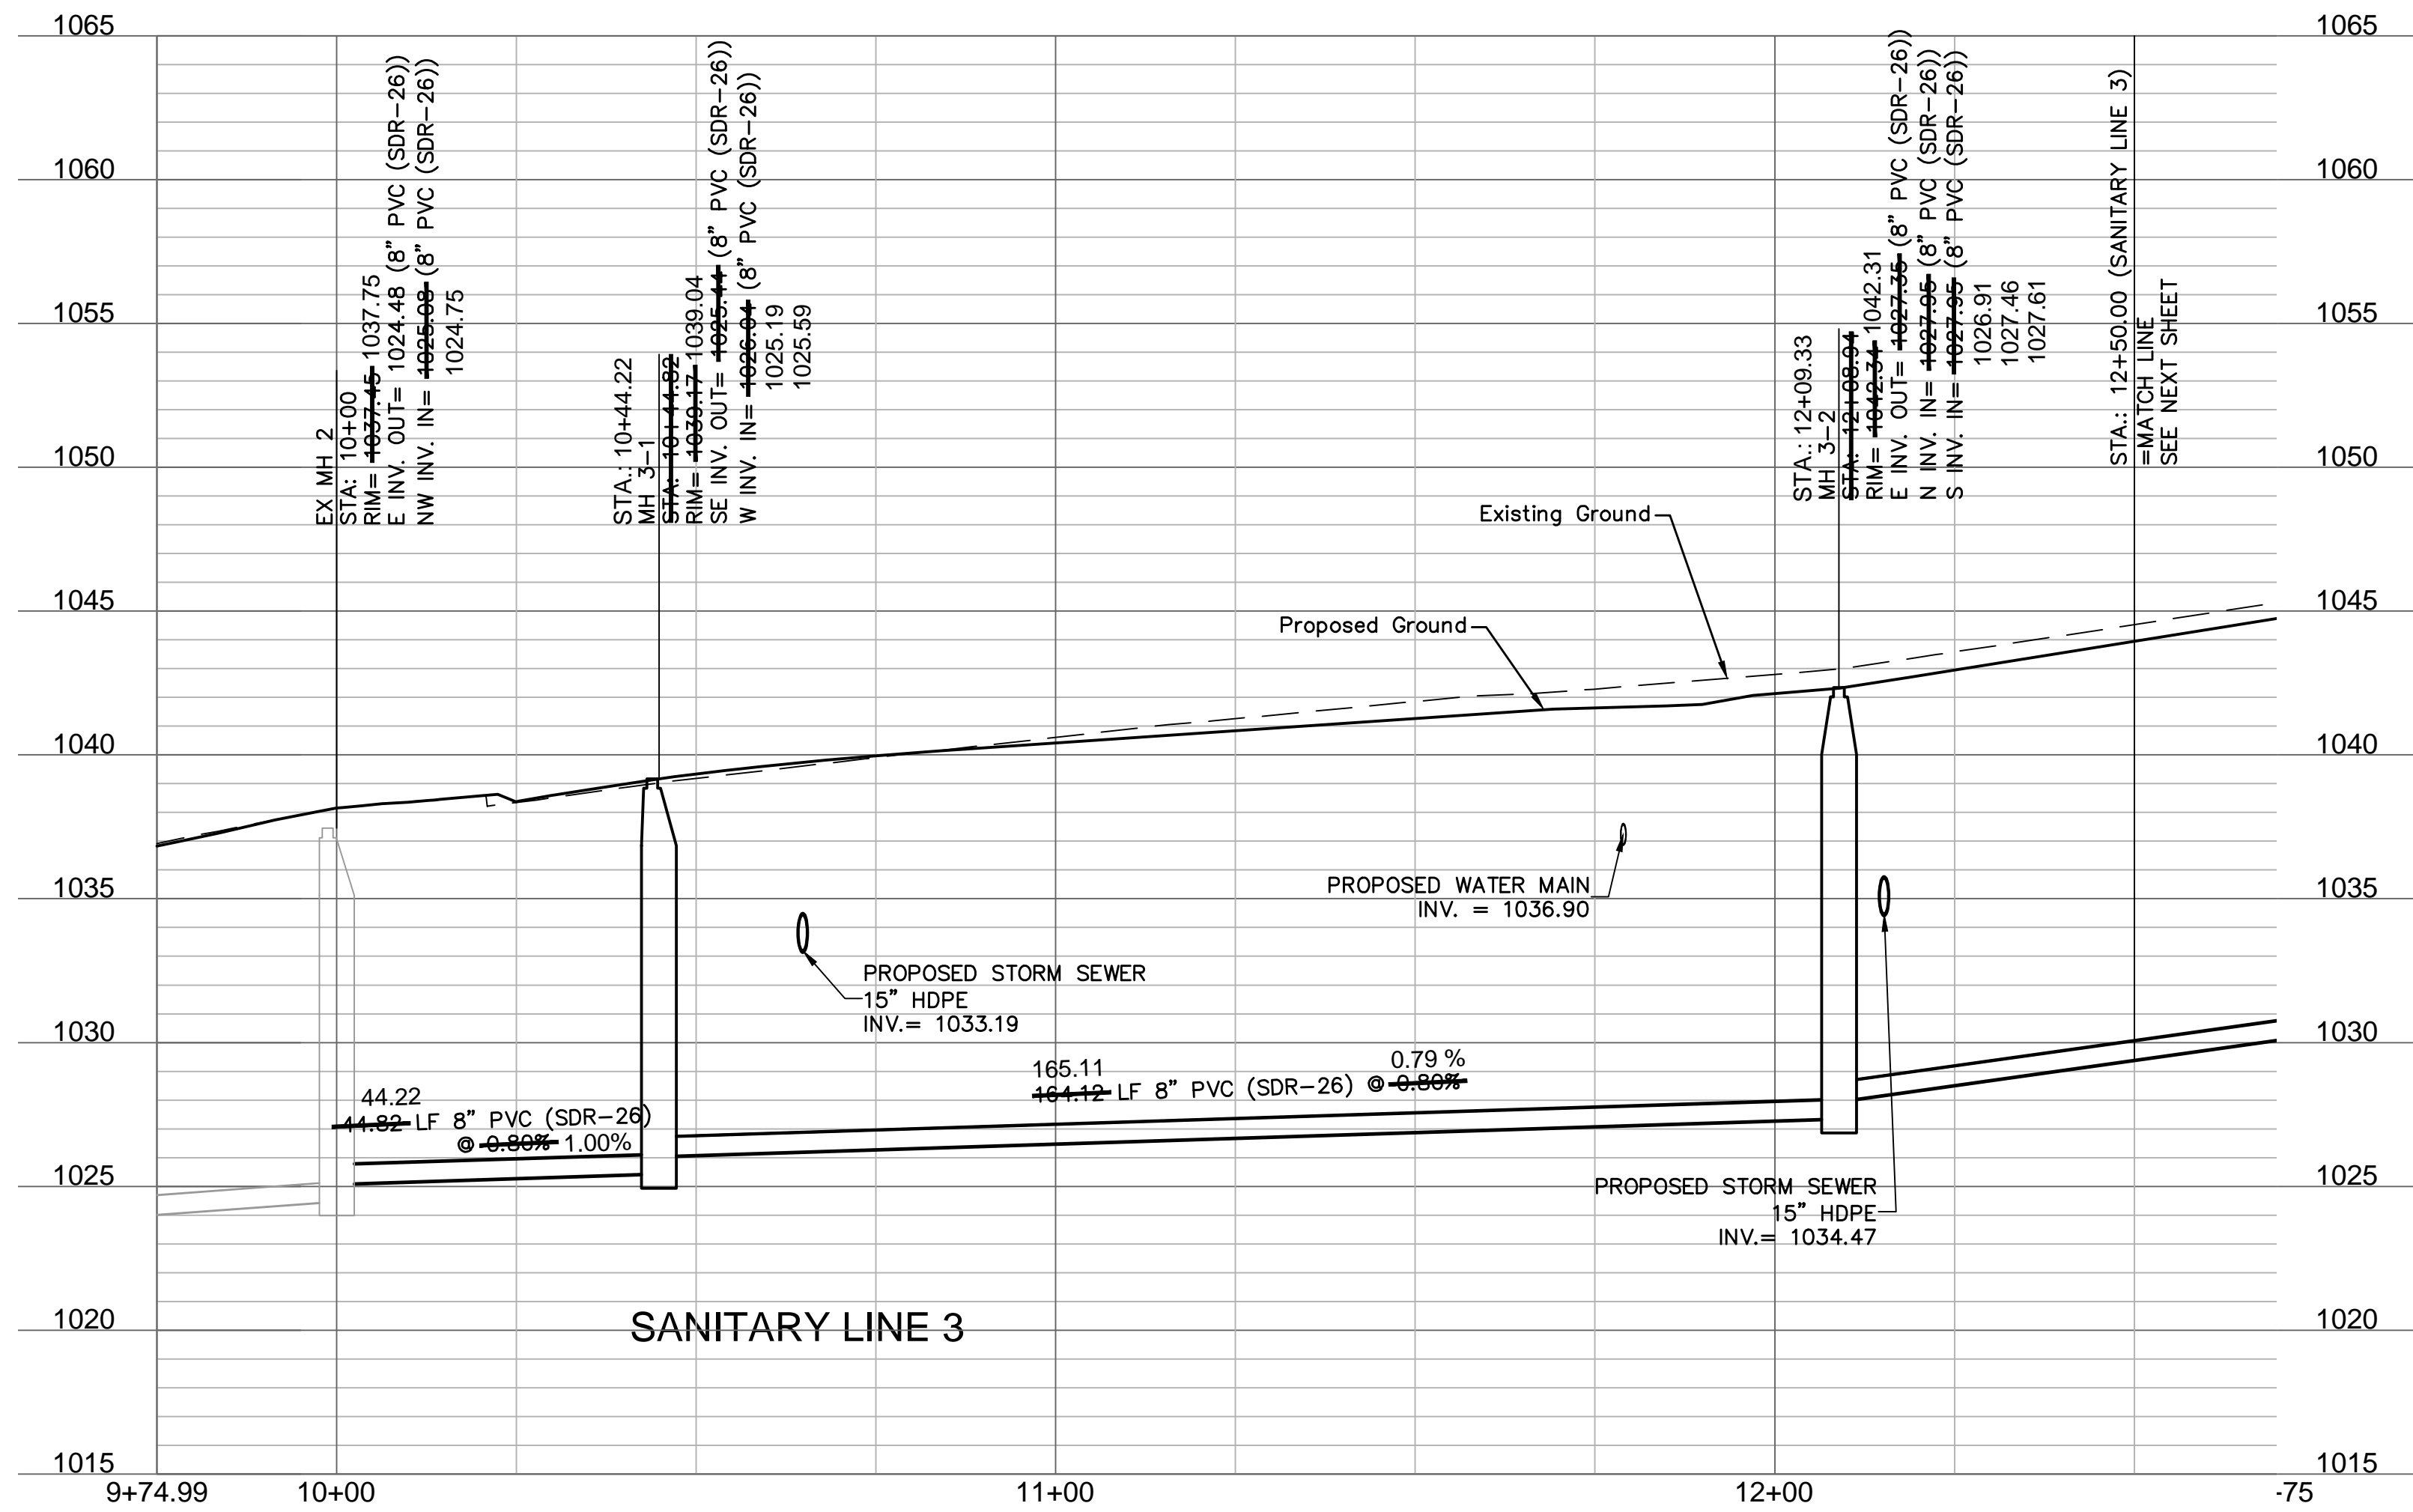 1065
1065
1060
1060
1055
1055
1050
1050
1045
1045
1040
1040
1035
1035
1030
1030
1025
1025
1020
1020
1015
1015
EX MH 2
STA: 10+00
RIM= 1037.45 1037.75
E INV. OUT= 1024.48 (8" PVC (SDR-26))
NW INV. IN= 1025.08 (8" PVC (SDR-26))
1024.75
STA.: 10+44.22
MH 3-1
STA: 10+44.82
RIM= 1039.17 1039.04
SE INV. OUT= 1025.44 (8" PVC (SDR-26))
W INV. IN= 1026.04 (8" PVC (SDR-26))
1025.19
1025.59
STA.: 12+09.33
MH 3-2
STA: 12+08.94
RIM= 1042.34 1042.31
E INV. OUT= 1027.35 (8" PVC (SDR-26))
N INV. IN= 1027.95 (8" PVC (SDR-26))
S INV. IN= 1027.95 (8" PVC (SDR-26))
1026.91
1027.46
1027.61
STA.: 12+50.00 (SANITARY LINE 3)
=MATCH LINE
SEE NEXT SHEET
Existing Ground
Proposed Ground
PROPOSED WATER MAIN
INV. = 1036.90
PROPOSED STORM SEWER
15" HDPE
INV.= 1033.19
165.11
0.79 %
164.12 LF 8" PVC (SDR-26) @ 0.80%
44.22
44.82 LF 8" PVC (SDR-26)
@ 0.80% 1.00%
PROPOSED STORM SEWER
15" HDPE
INV.= 1034.47
SANITARY LINE 3
9+74.99
10+00
11+00
12+00
-75